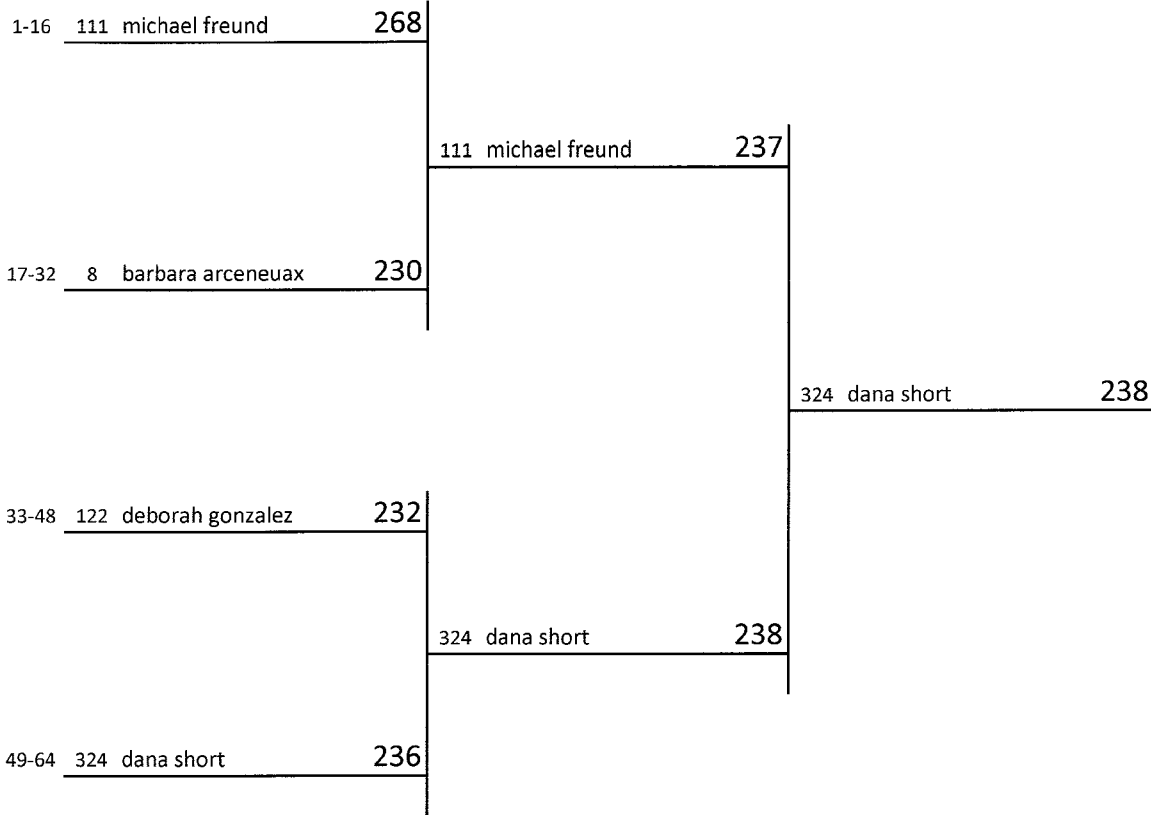 1-16 111 michael freund 268
111 michael freund 237
17-32 8 barbara arceneuax 230
324 dana short 238
33-48 122 deborah gonzalez 232
324 dana short 238
49-64 324 dana short 236